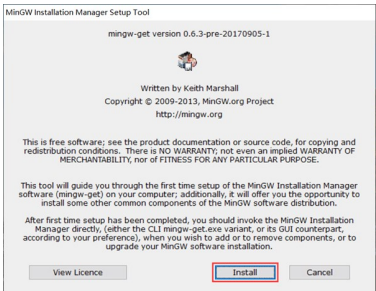 MinGW Installation Manager Setup Tool
mingw-get version 0.6.3-pre-20170905-1
Written by Keith Marshall
Copyright © 2009-2013, MinGW.org Project
http://mingw.org
This is free software; see the product documentation or source code, for copying and
redistribution conditions. There is NO WARRANTY; not even an implied WARRANTY OF
MERCHANTABILITY, nor of FITNESS FOR ANY PARTICULAR PURPOSE.
This tool will guide you through the first time setup of the MinGW Installation Manager
software (mingw-get) on your computer; additionally, it will offer you the opportunity to
install some other common components of the MinGW software distribution.
After first time setup has been completed, you should invoke the MinGW Installation
Manager directly, (either the CLI mingw-get.exe variant, or its GUI counterpart,
according to your preference), when you wish to add or to remove components, or to
upgrade your MinGW software installation.
View Licence Install Cancel